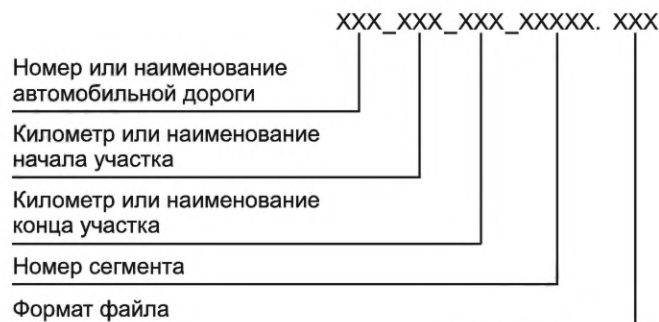 XXX_XXX_XXX_XXXXX. XXX
Номер или наименование
автомобильной дороги
Километр или наименование
начала участка
Километр или наименование
конца участка
Номер сегмента
Формат файла